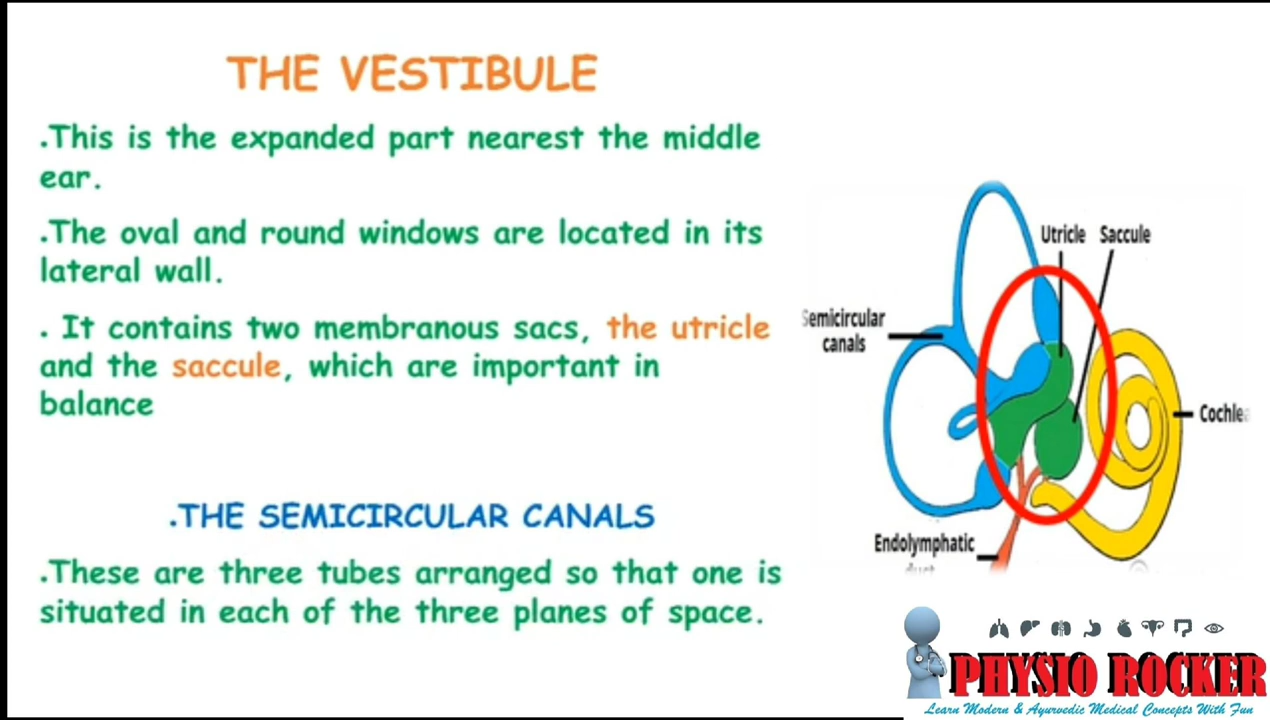 THE VESTIBULE
.This is the expanded part nearest the middle
ear.
.The oval and round windows are located in its
lateral wall.
. It contains two membranous sacs, the utricle
and the saccule, which are important in
balance
.THE SEMICIRCULAR CANALS
.These are three tubes arranged so that one is
situated in each of the three planes of space.
Utricle Saccule
Semicircular
canals
Cochlea
Endolymphatic
duct
PHYSIO ROCKER
Learn Modern & Ayurvedic Medical Concepts With Fun